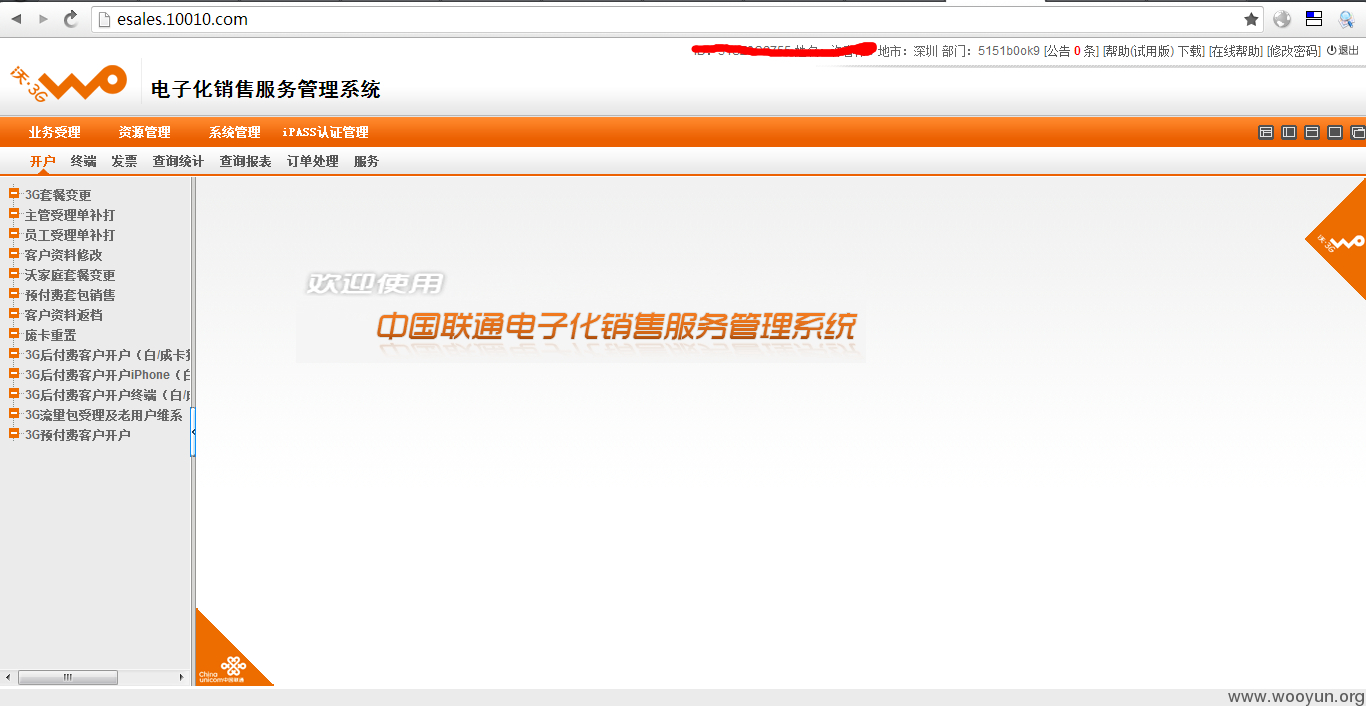 esales.10010.com
地市：深圳 部门：5151b0ok9 [公告 0 条] [帮助(试用版) 下载] [在线帮助] [修改密码] 退出
沃·3G
电子化销售服务管理系统
业务受理 资源管理 系统管理 iPASS认证管理
开户 终端 发票 查询统计 查询报表 订单处理 服务
3G套餐变更
主管受理单补打
员工受理单补打
客户资料修改
沃家庭套餐变更
预付费套包销售
客户资料返档
废卡重置
3G后付费客户开户（白/成卡
3G后付费客户开户iPhone（白
3G后付费客户开户终端（白/
3G流量包受理及老用户维系
3G预付费客户开户
欢迎使用
中国联通电子化销售服务管理系统
沃·3G
China
unicom中国联通
www.wooyun.org